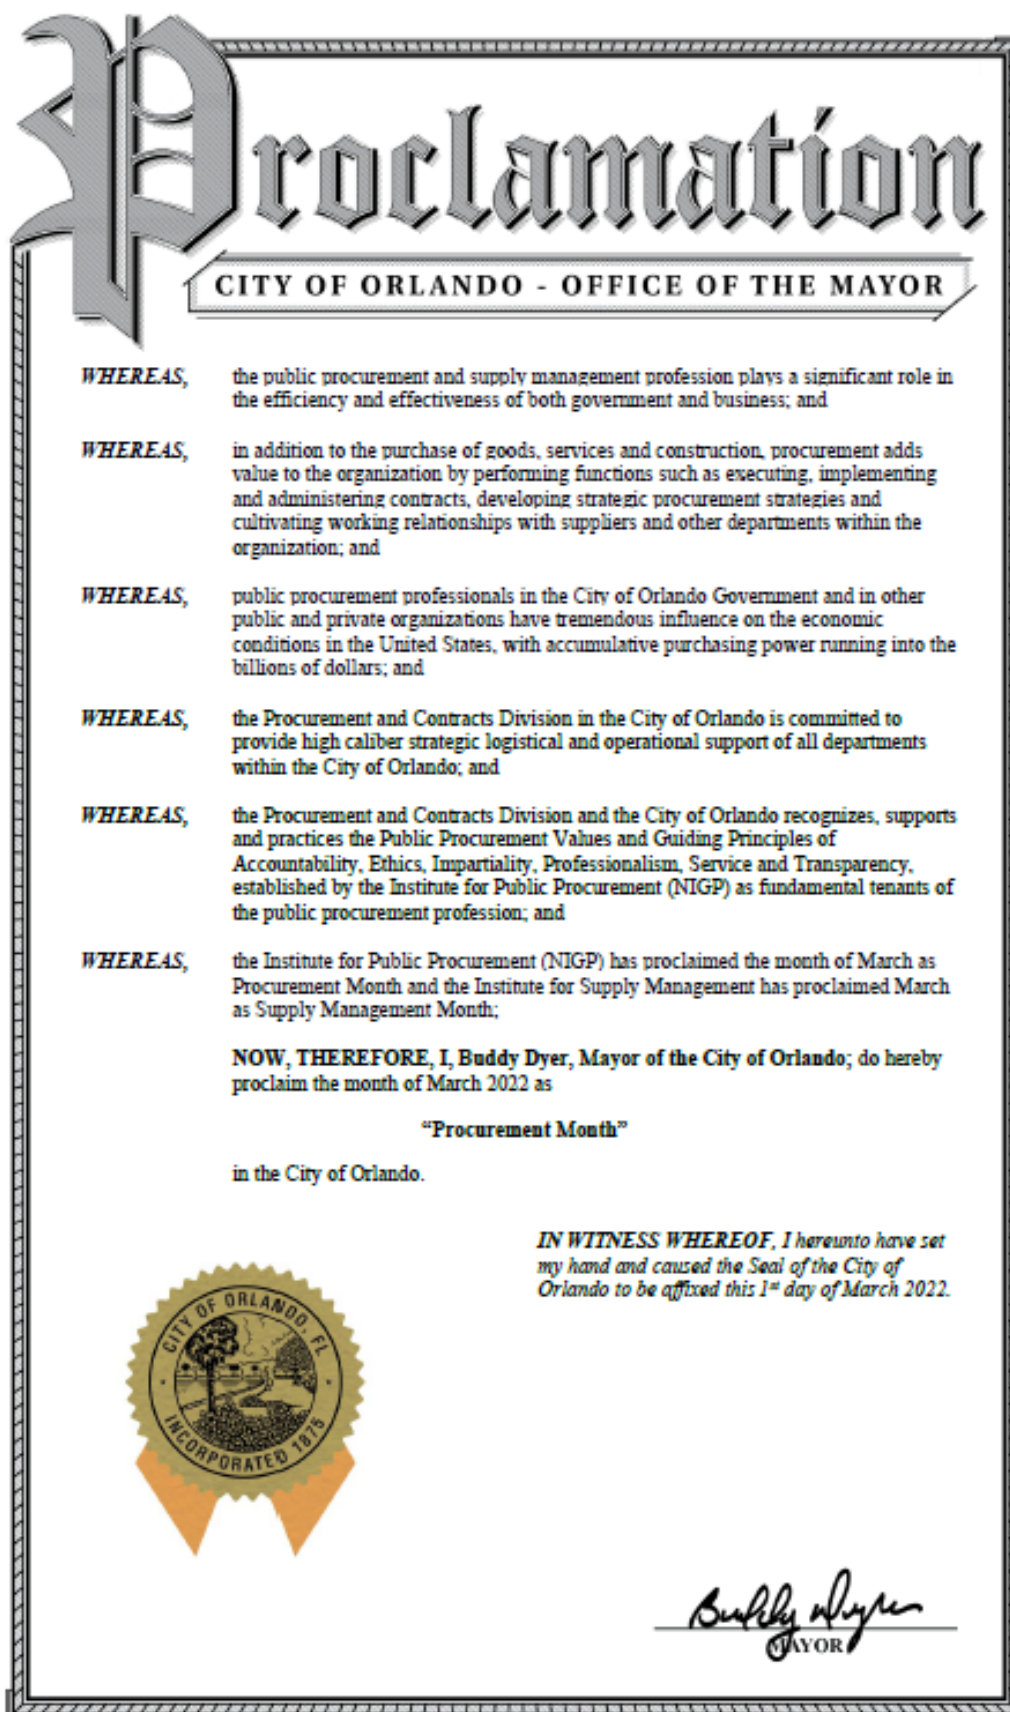 Proclamation
CITY OF ORLANDO - OFFICE OF THE MAYOR
WHEREAS, the public procurement and supply management profession plays a significant role in
the efficiency and effectiveness of both government and business; and
WHEREAS, in addition to the purchase of goods, services and construction, procurement adds
value to the organization by performing functions such as executing, implementing
and administering contracts, developing strategic procurement strategies and
cultivating working relationships with suppliers and other departments within the
organization; and
WHEREAS, public procurement professionals in the City of Orlando Government and in other
public and private organizations have tremendous influence on the economic
conditions in the United States, with accumulative purchasing power running into the
billions of dollars; and
WHEREAS, the Procurement and Contracts Division in the City of Orlando is committed to
provide high caliber strategic logistical and operational support of all departments
within the City of Orlando; and
WHEREAS, the Procurement and Contracts Division and the City of Orlando recognizes, supports
and practices the Public Procurement Values and Guiding Principles of
Accountability, Ethics, Impartiality, Professionalism, Service and Transparency,
established by the Institute for Public Procurement (NIGP) as fundamental tenants of
the public procurement profession; and
WHEREAS, the Institute for Public Procurement (NIGP) has proclaimed the month of March as
Procurement Month and the Institute for Supply Management has proclaimed March
as Supply Management Month;
NOW, THEREFORE, I, Buddy Dyer, Mayor of the City of Orlando; do hereby
proclaim the month of March 2022 as
“Procurement Month”
in the City of Orlando.
IN WITNESS WHEREOF, I hereunto have set
my hand and caused the Seal of the City of
Orlando to be affixed this 1st day of March 2022.
CITY OF ORLANDO, FL
INCORPORATED 1875
Buddy Dyer
MAYOR